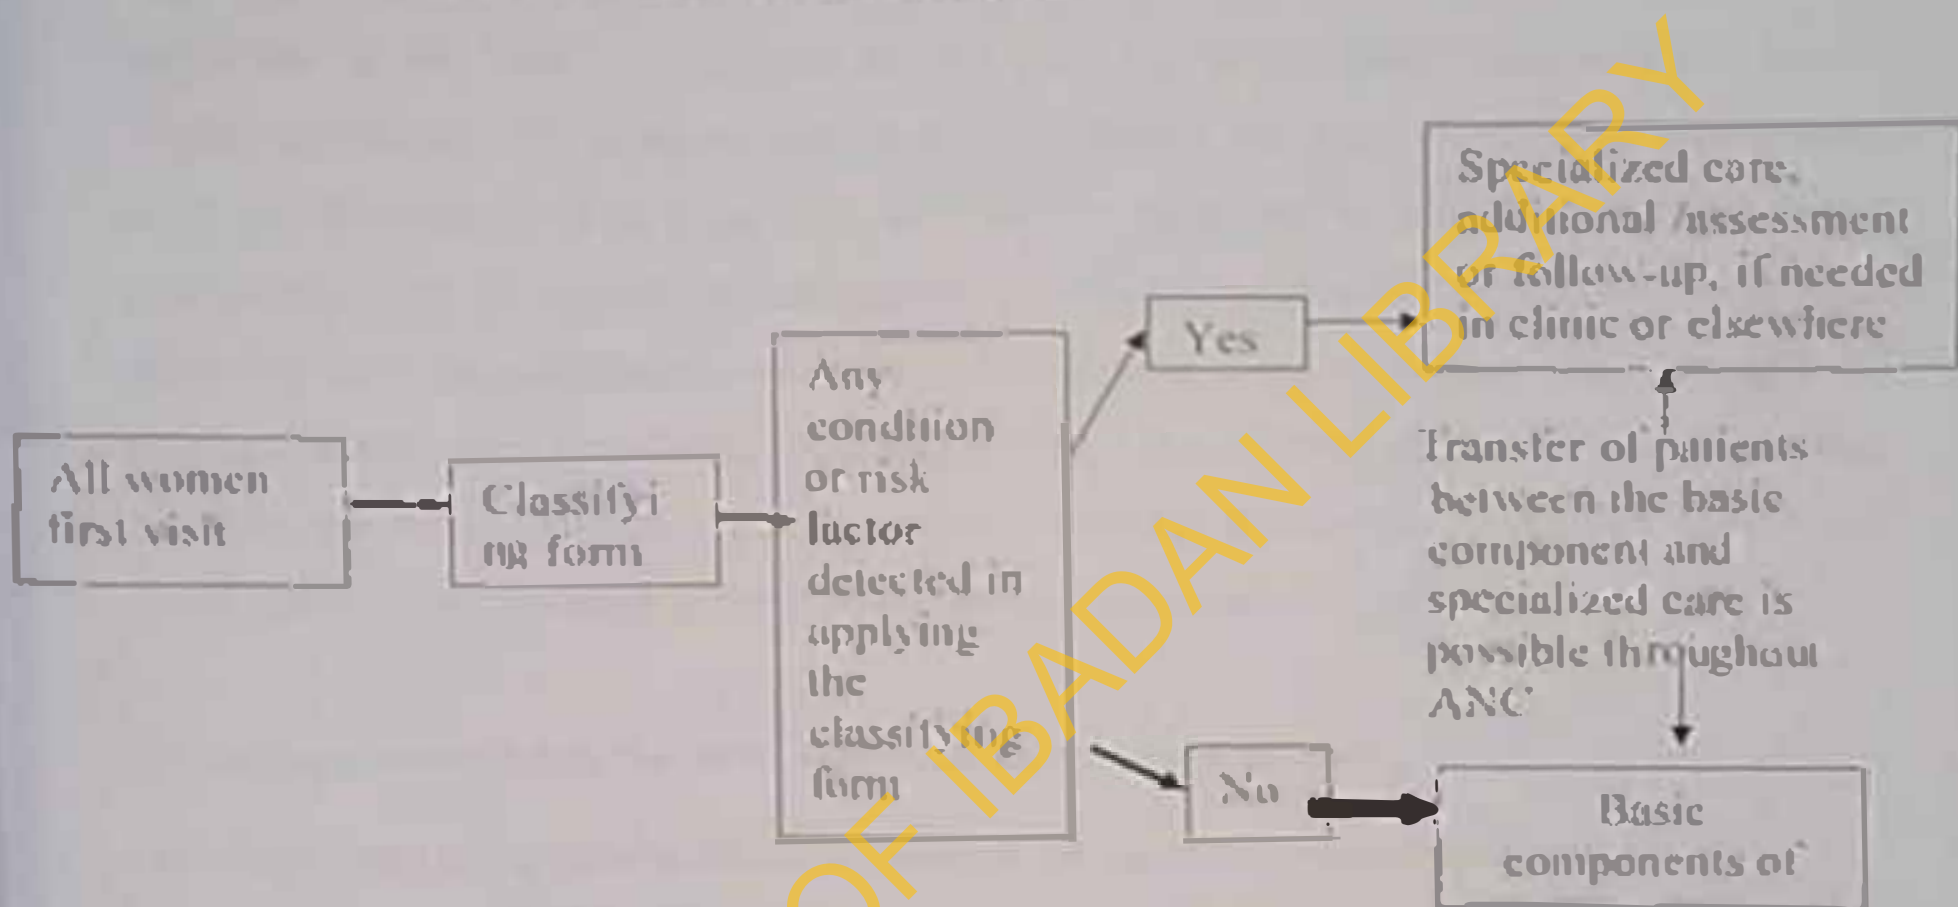 All women
first visit
Classifyi
ng form
Any
condition
or risk
factor
detected in
applying
the
classifying
form
Yes
No
Specialized care,
additional /assessment
or follow-up, if needed
in clinic or elsewhere
Transfer of patients
between the basic
component and
specialized care is
possible throughout
ANC
Basic
components of
OF IBADAN LIBRARY